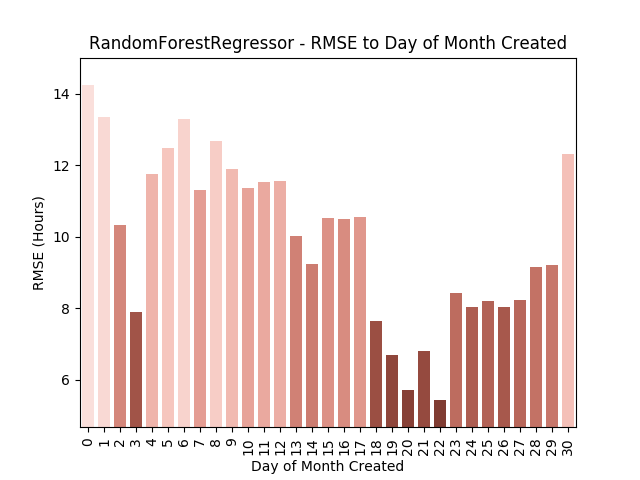 RandomForestRegressor - RMSE to Day of Month Created
14
12
10
8
6
RMSE (Hours)
0 1 2 3 4 5 6 7 8 9 10 11 12 13 14 15 16 17 18 19 20 21 22 23 24 25 26 27 28 29 30
Day of Month Created